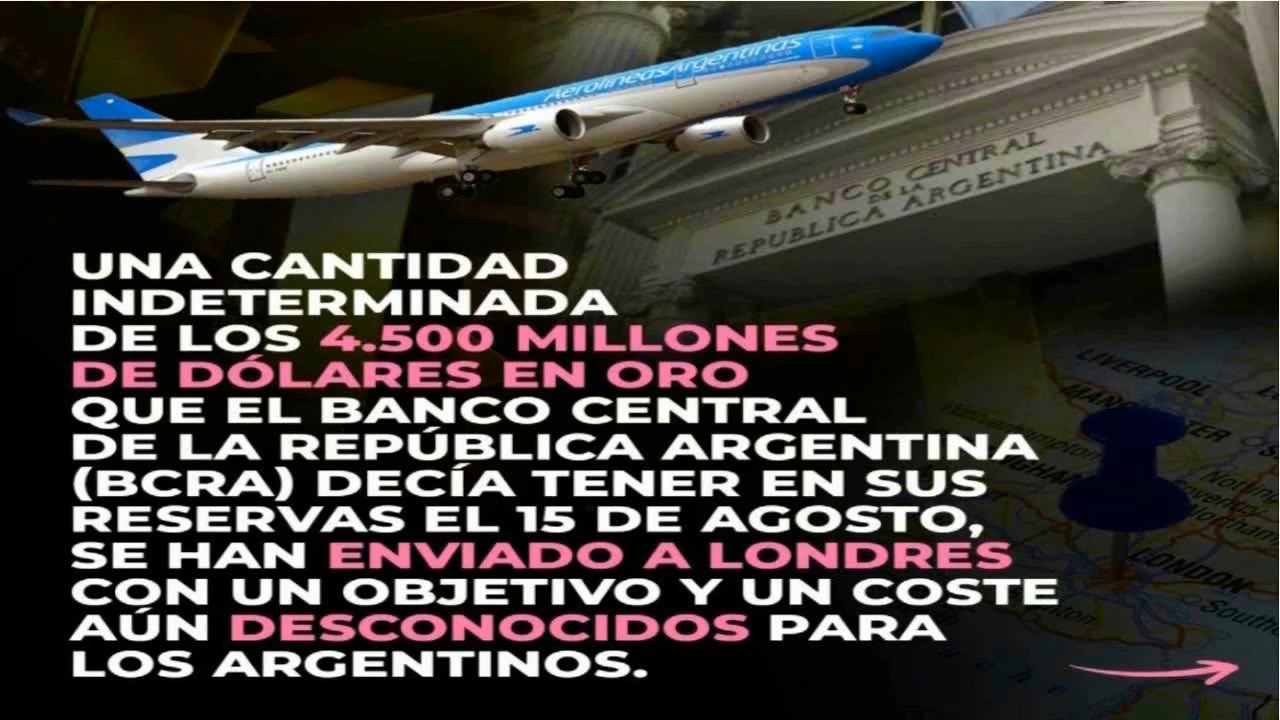 Aerolíneas Argentinas
BANCO CENTRAL
DE LA
REPUBLICA ARGENTINA
UNA CANTIDAD
INDETERMINADA
DE LOS 4.500 MILLONES
DE DÓLARES EN ORO
QUE EL BANCO CENTRAL
DE LA REPÚBLICA ARGENTINA
(BCRA) DECÍA TENER EN SUS
RESERVAS EL 15 DE AGOSTO,
SE HAN ENVIADO A LONDRES
CON UN OBJETIVO Y UN COSTE
AÚN DESCONOCIDOS PARA
LOS ARGENTINOS.
LIVERPOOL
LONDON